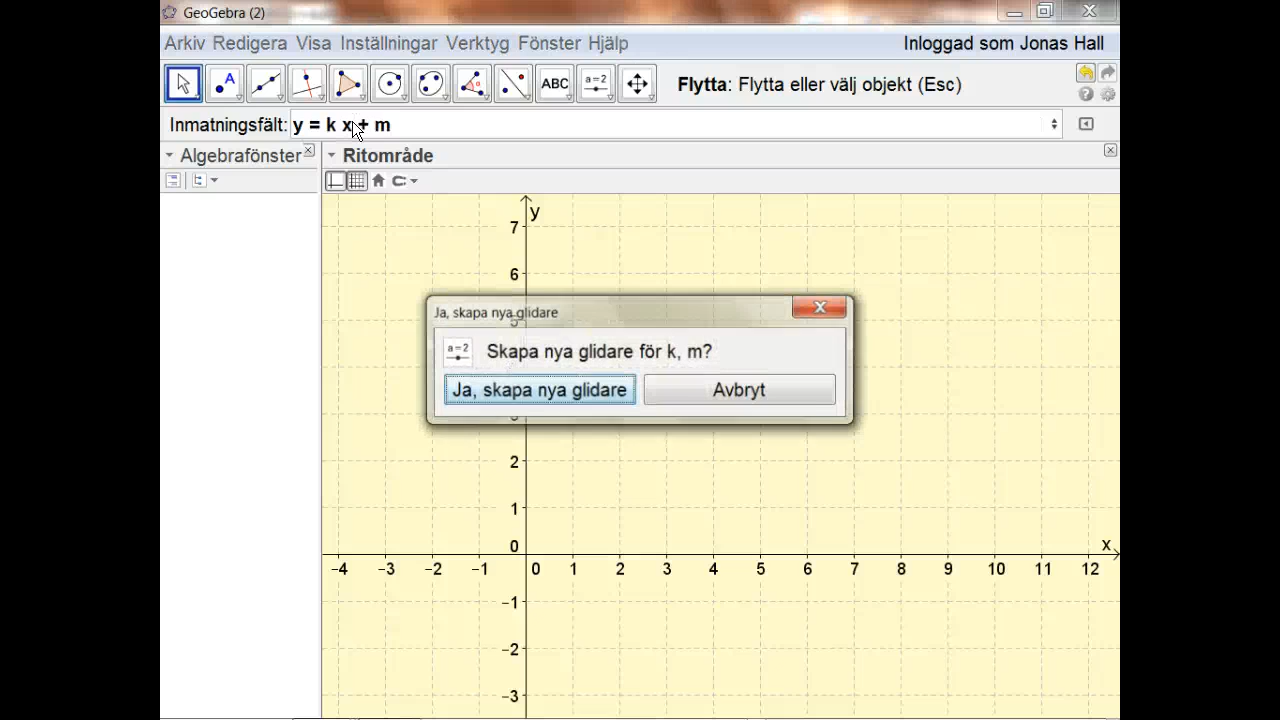 GeoGebra (2)
Arkiv Redigera Visa Inställningar Verktyg Fönster Hjälp Inloggad som Jonas Hall
A ABC a=2 Flytta: Flytta eller välj objekt (Esc)
Inmatningsfält: y = k x + m
Algebrafönster Ritområde
y
7
6
Ja, skapa nya glidare
5
a=2 Skapa nya glidare för k, m?
Ja, skapa nya glidare Avbryt
3
2
1
0 x
-4 -3 -2 -1 0 1 2 3 4 5 6 7 8 9 10 11 12
-1
-2
-3